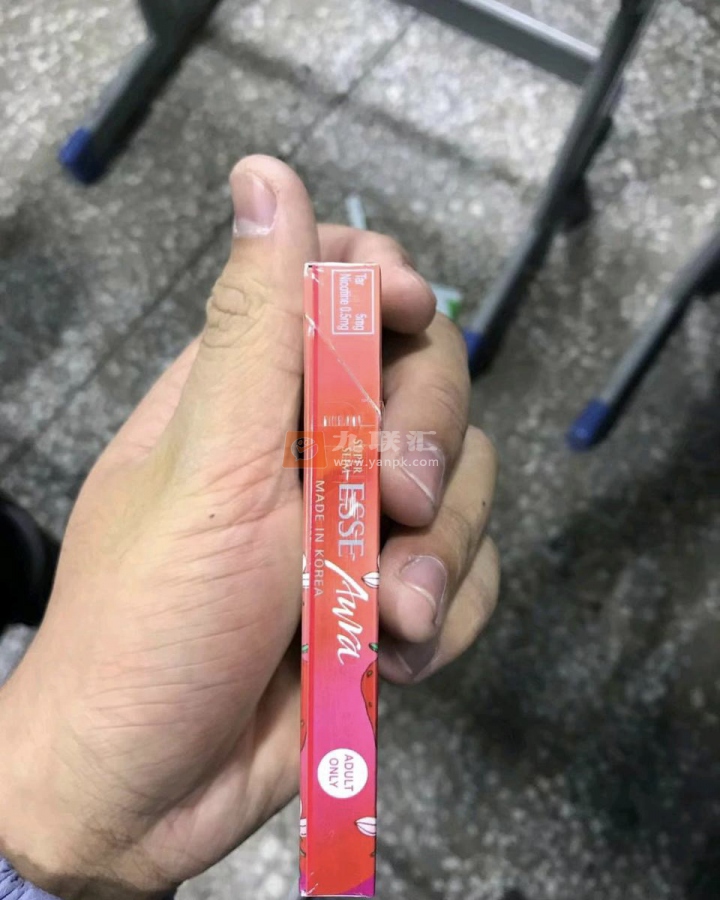 Tar 5mg
Nicotine 0.5mg
九联汇
www.yanpk.com
SUPER
SLIM
ESSE
Aura
MADE IN KOREA
ADULT
ONLY